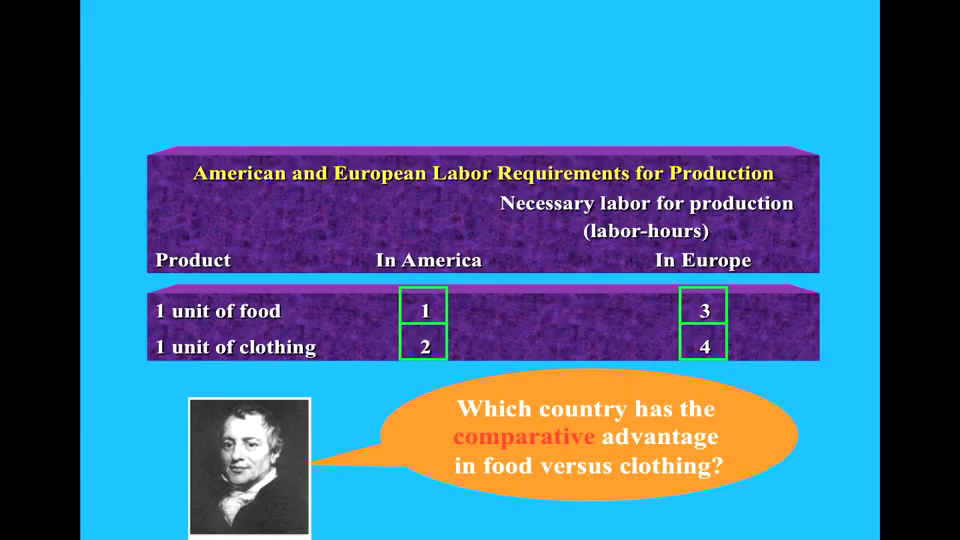 American and European Labor Requirements for Production
Necessary labor for production
(labor-hours)
Product In America In Europe
1 unit of food 1 3
1 unit of clothing 2 4
Which country has the
comparative advantage
in food versus clothing?